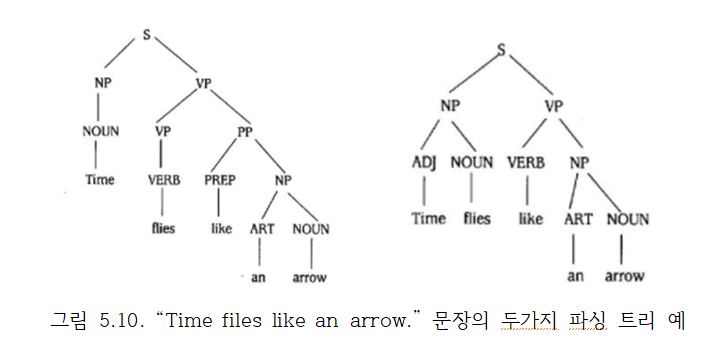 S
S
NP VP
NP VP
NOUN VP PP
ADJ NOUN VERB NP
Time VERB PREP NP
Time flies like ART NOUN
flies like ART NOUN
an arrow
an arrow
그림 5.10. “Time files like an arrow.” 문장의 두가지 파싱 트리 예